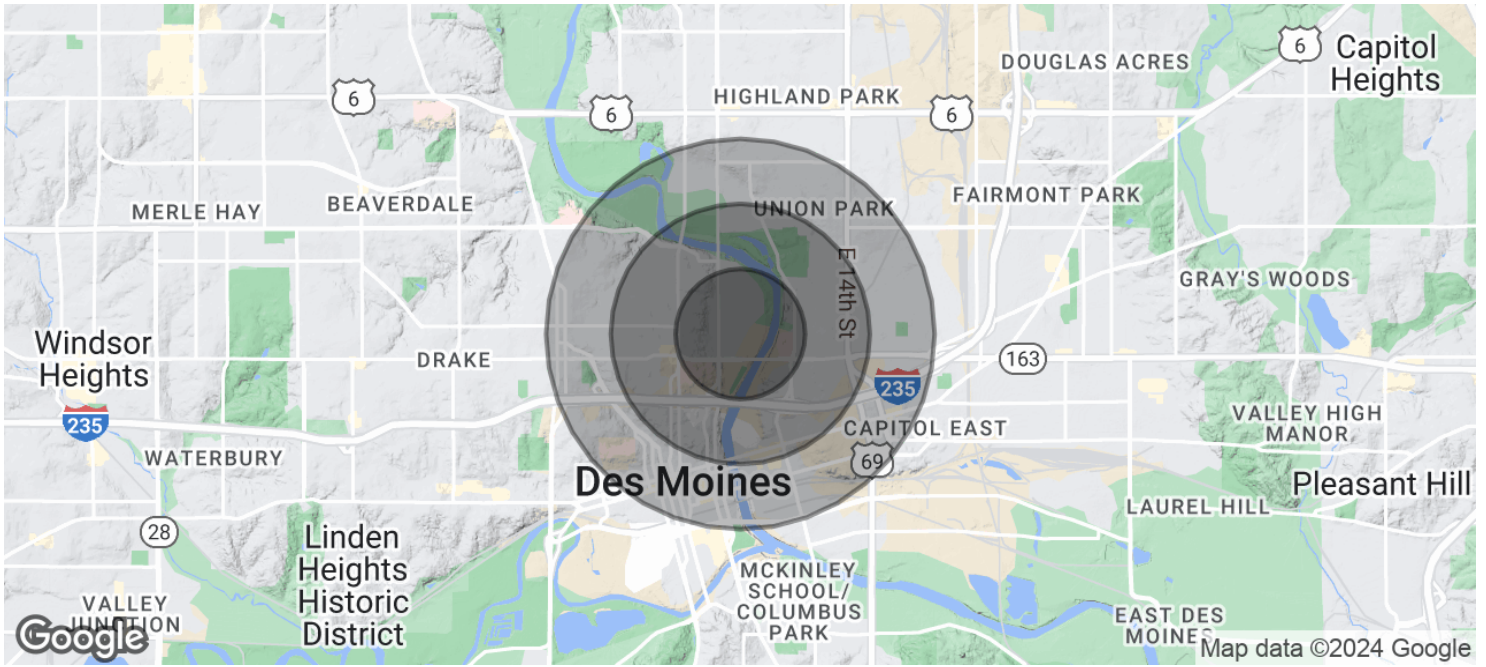 6
Capitol
Heights
DOUGLAS ACRES
6
HIGHLAND PARK
6
6
MERLE HAY
BEAVERDALE
UNION PARK
FAIRMONT PARK
E 14th St
GRAY'S WOODS
Windsor
Heights
DRAKE
163
235
235
WATERBURY
CAPITOL EAST
VALLEY HIGH
MANOR
69
Des Moines
Pleasant Hill
LAUREL HILL
28
Linden
Heights
Historic
District
MCKINLEY
SCHOOL/
COLUMBUS
PARK
VALLEY
JUNCTION
EAST DES
MOINES
Google
Map data ©2024 Google